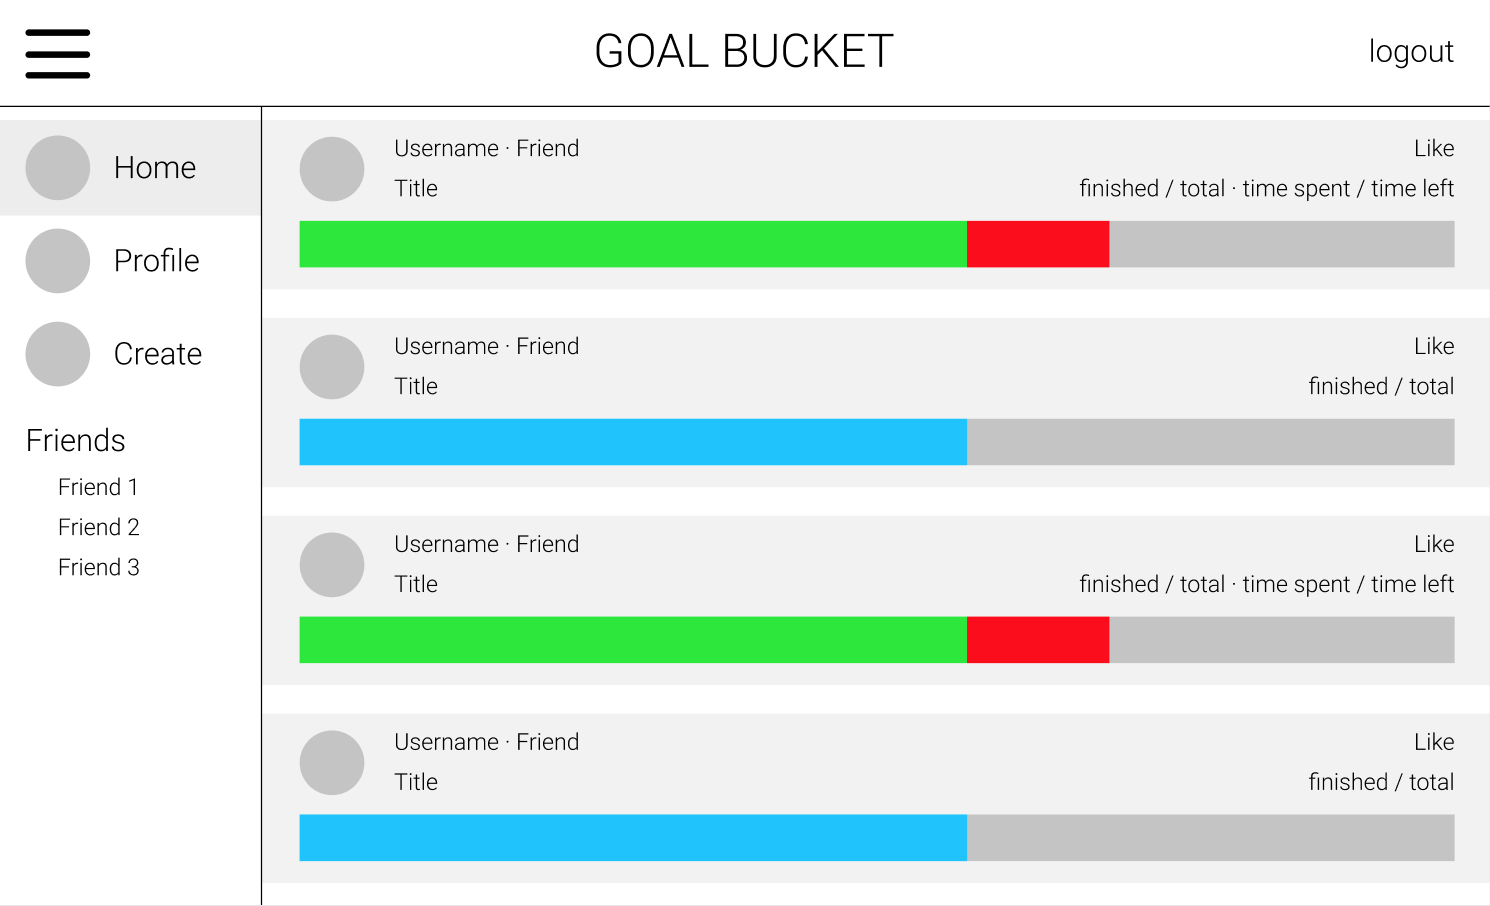 GOAL BUCKET
logout
Home
Profile
Create
Friends
Friend 1
Friend 2
Friend 3
Username · Friend
Like
Title
finished / total · time spent / time left
Username · Friend
Like
Title
finished / total
Username · Friend
Like
Title
finished / total · time spent / time left
Username · Friend
Like
Title
finished / total